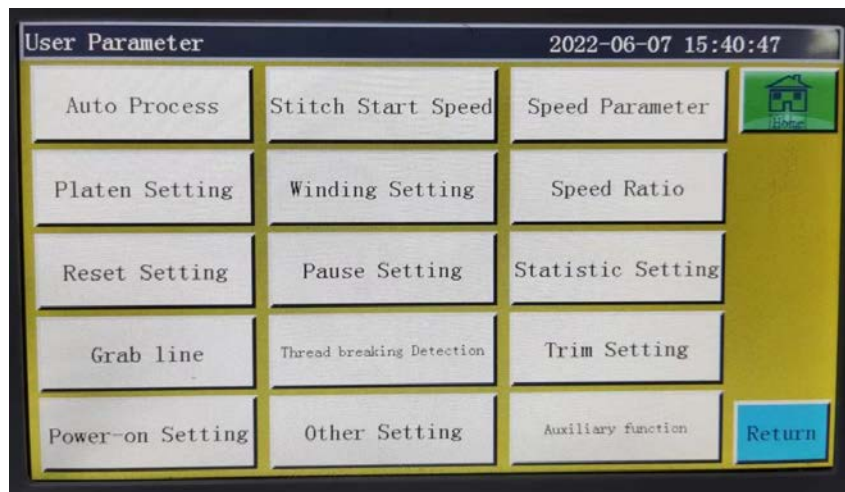 User Parameter 2022-06-07 15:40:47
Auto Process Stitch Start Speed Speed Parameter Home
Platen Setting Winding Setting Speed Ratio
Reset Setting Pause Setting Statistic Setting
Grab line Thread breaking Detection Trim Setting
Power-on Setting Other Setting Auxiliary function Return